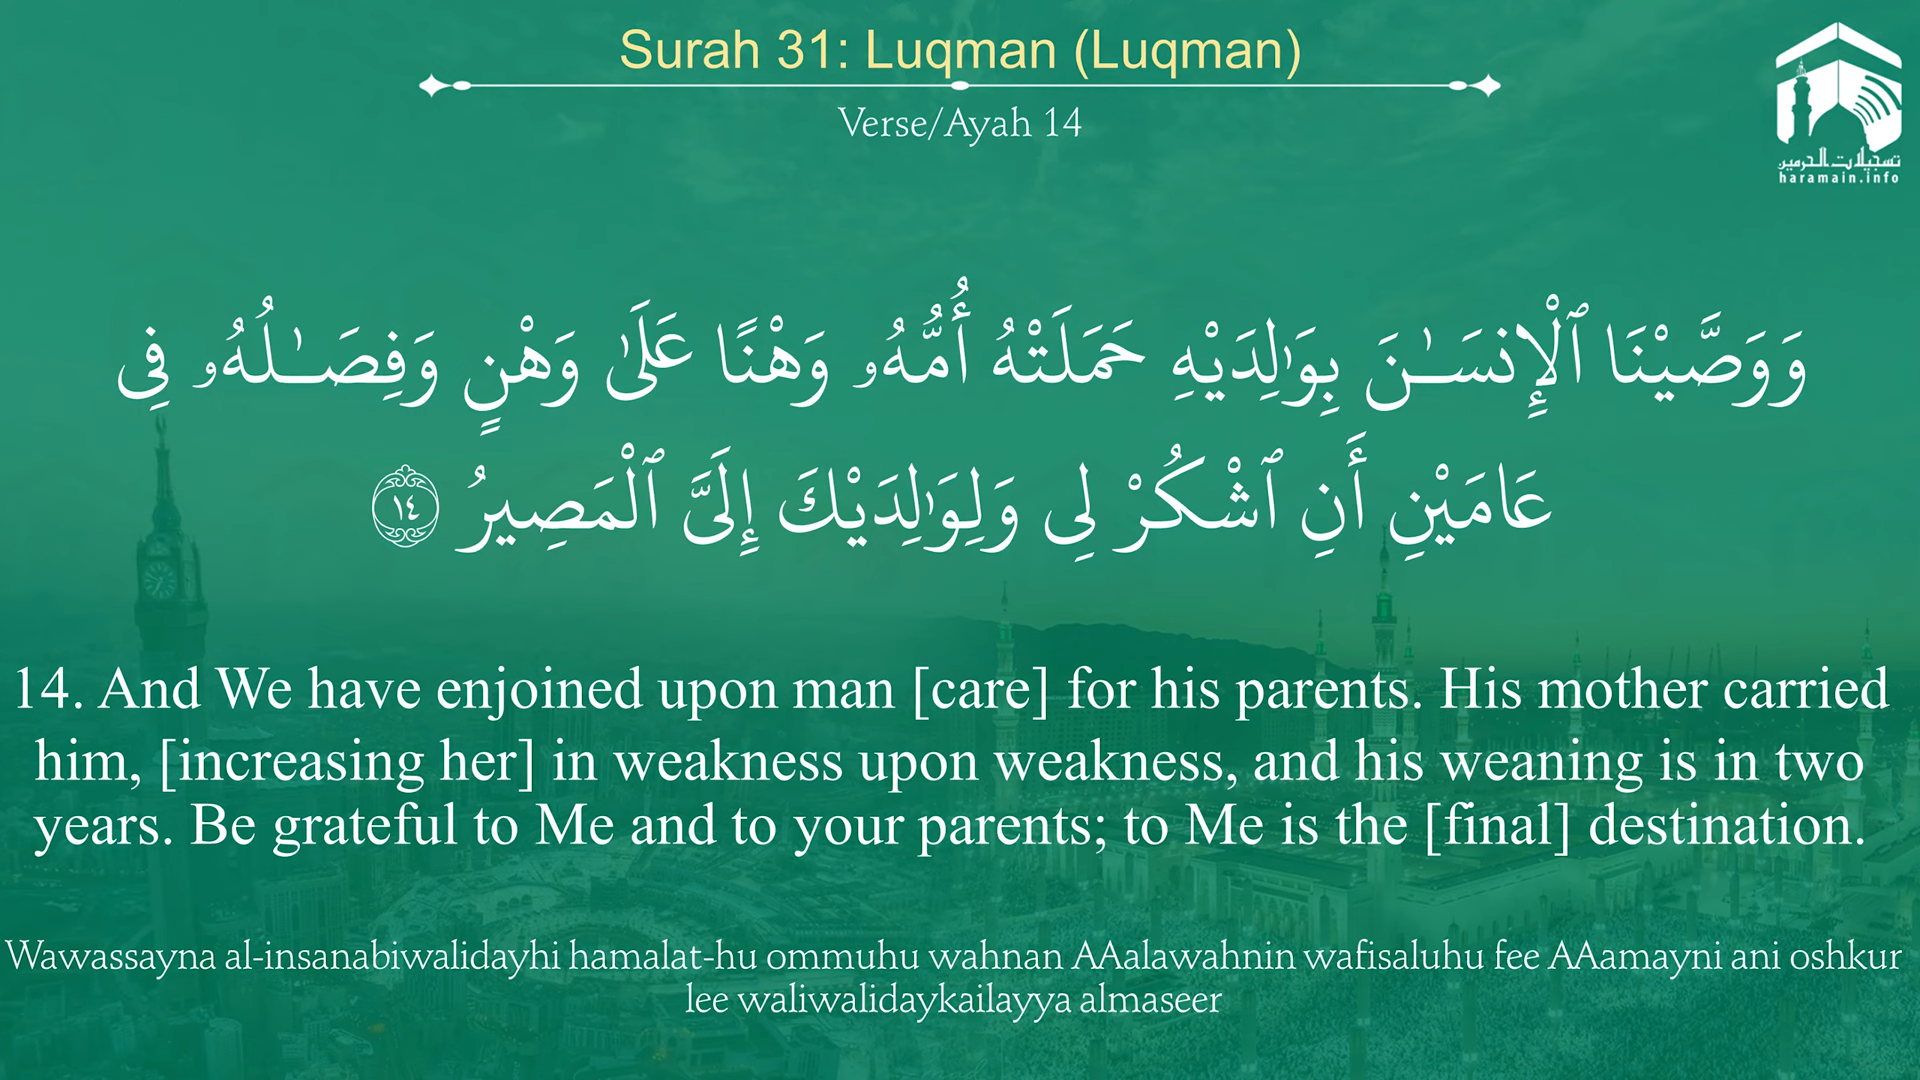 Surah 31: Luqman (Luqman)
Verse/Ayah 14
تسجيلات الحرمين
haramain.info
وَوَصَّيْنَا ٱلْإِنسَـٰنَ بِوَٰلِدَيْهِ حَمَلَتْهُ أُمُّهُۥ وَهْنًا عَلَىٰ وَهْنٍ وَفِصَـٰلُهُۥ فِى
عَامَيْنِ أَنِ ٱشْكُرْ لِى وَلِوَٰلِدَيْكَ إِلَىَّ ٱلْمَصِيرُ ١٤
14. And We have enjoined upon man [care] for his parents. His mother carried
him, [increasing her] in weakness upon weakness, and his weaning is in two
years. Be grateful to Me and to your parents; to Me is the [final] destination.
Wawassayna al-insanabiwalidayhi hamalat-hu ommuhu wahnan AAalawahnin wafisaluhu fee AAamayni ani oshkur
lee waliwalidaykailayya almaseer